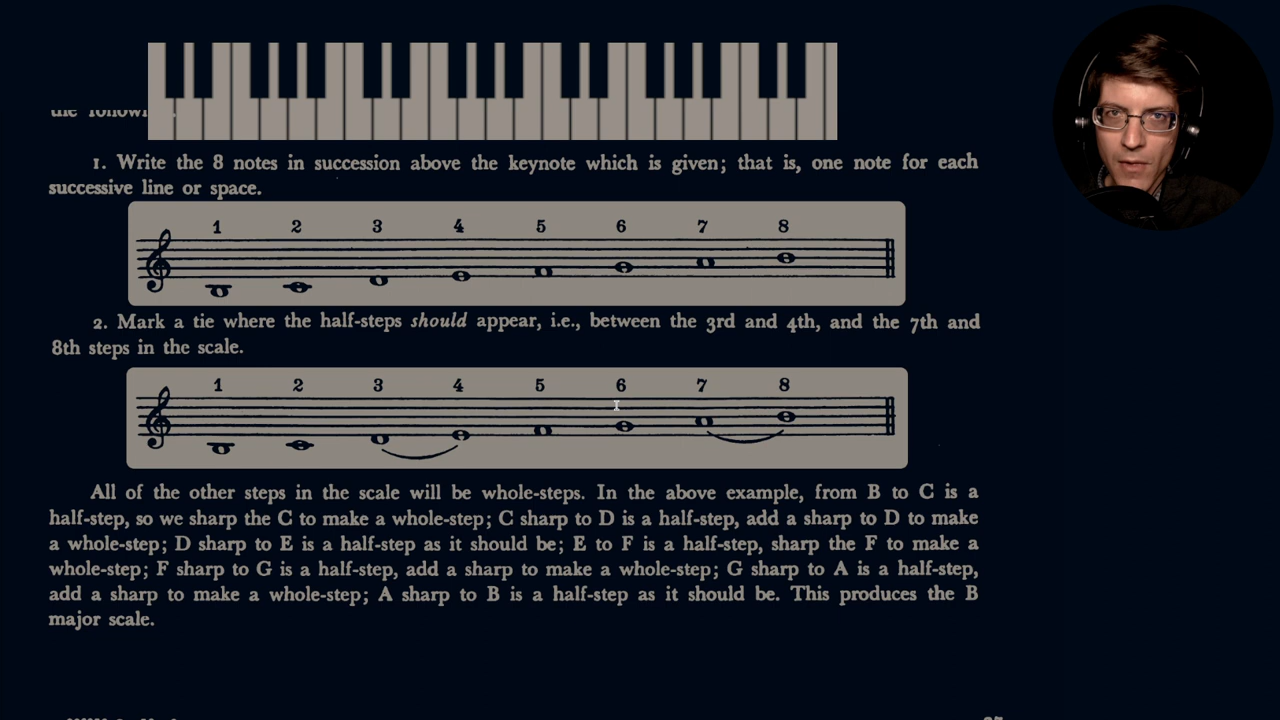 1. Write the 8 notes in succession above the keynote which is given; that is, one note for each
successive line or space.
1 2 3 4 5 6 7 8
2. Mark a tie where the half-steps should appear, i.e., between the 3rd and 4th, and the 7th and
8th steps in the scale.
1 2 3 4 5 6 7 8
All of the other steps in the scale will be whole-steps. In the above example, from B to C is a
half-step, so we sharp the C to make a whole-step; C sharp to D is a half-step, add a sharp to D to make
a whole-step; D sharp to E is a half-step as it should be; E to F is a half-step, sharp the F to make a
whole-step; F sharp to G is a half-step, add a sharp to make a whole-step; G sharp to A is a half-step,
add a sharp to make a whole-step; A sharp to B is a half-step as it should be. This produces the B
major scale.